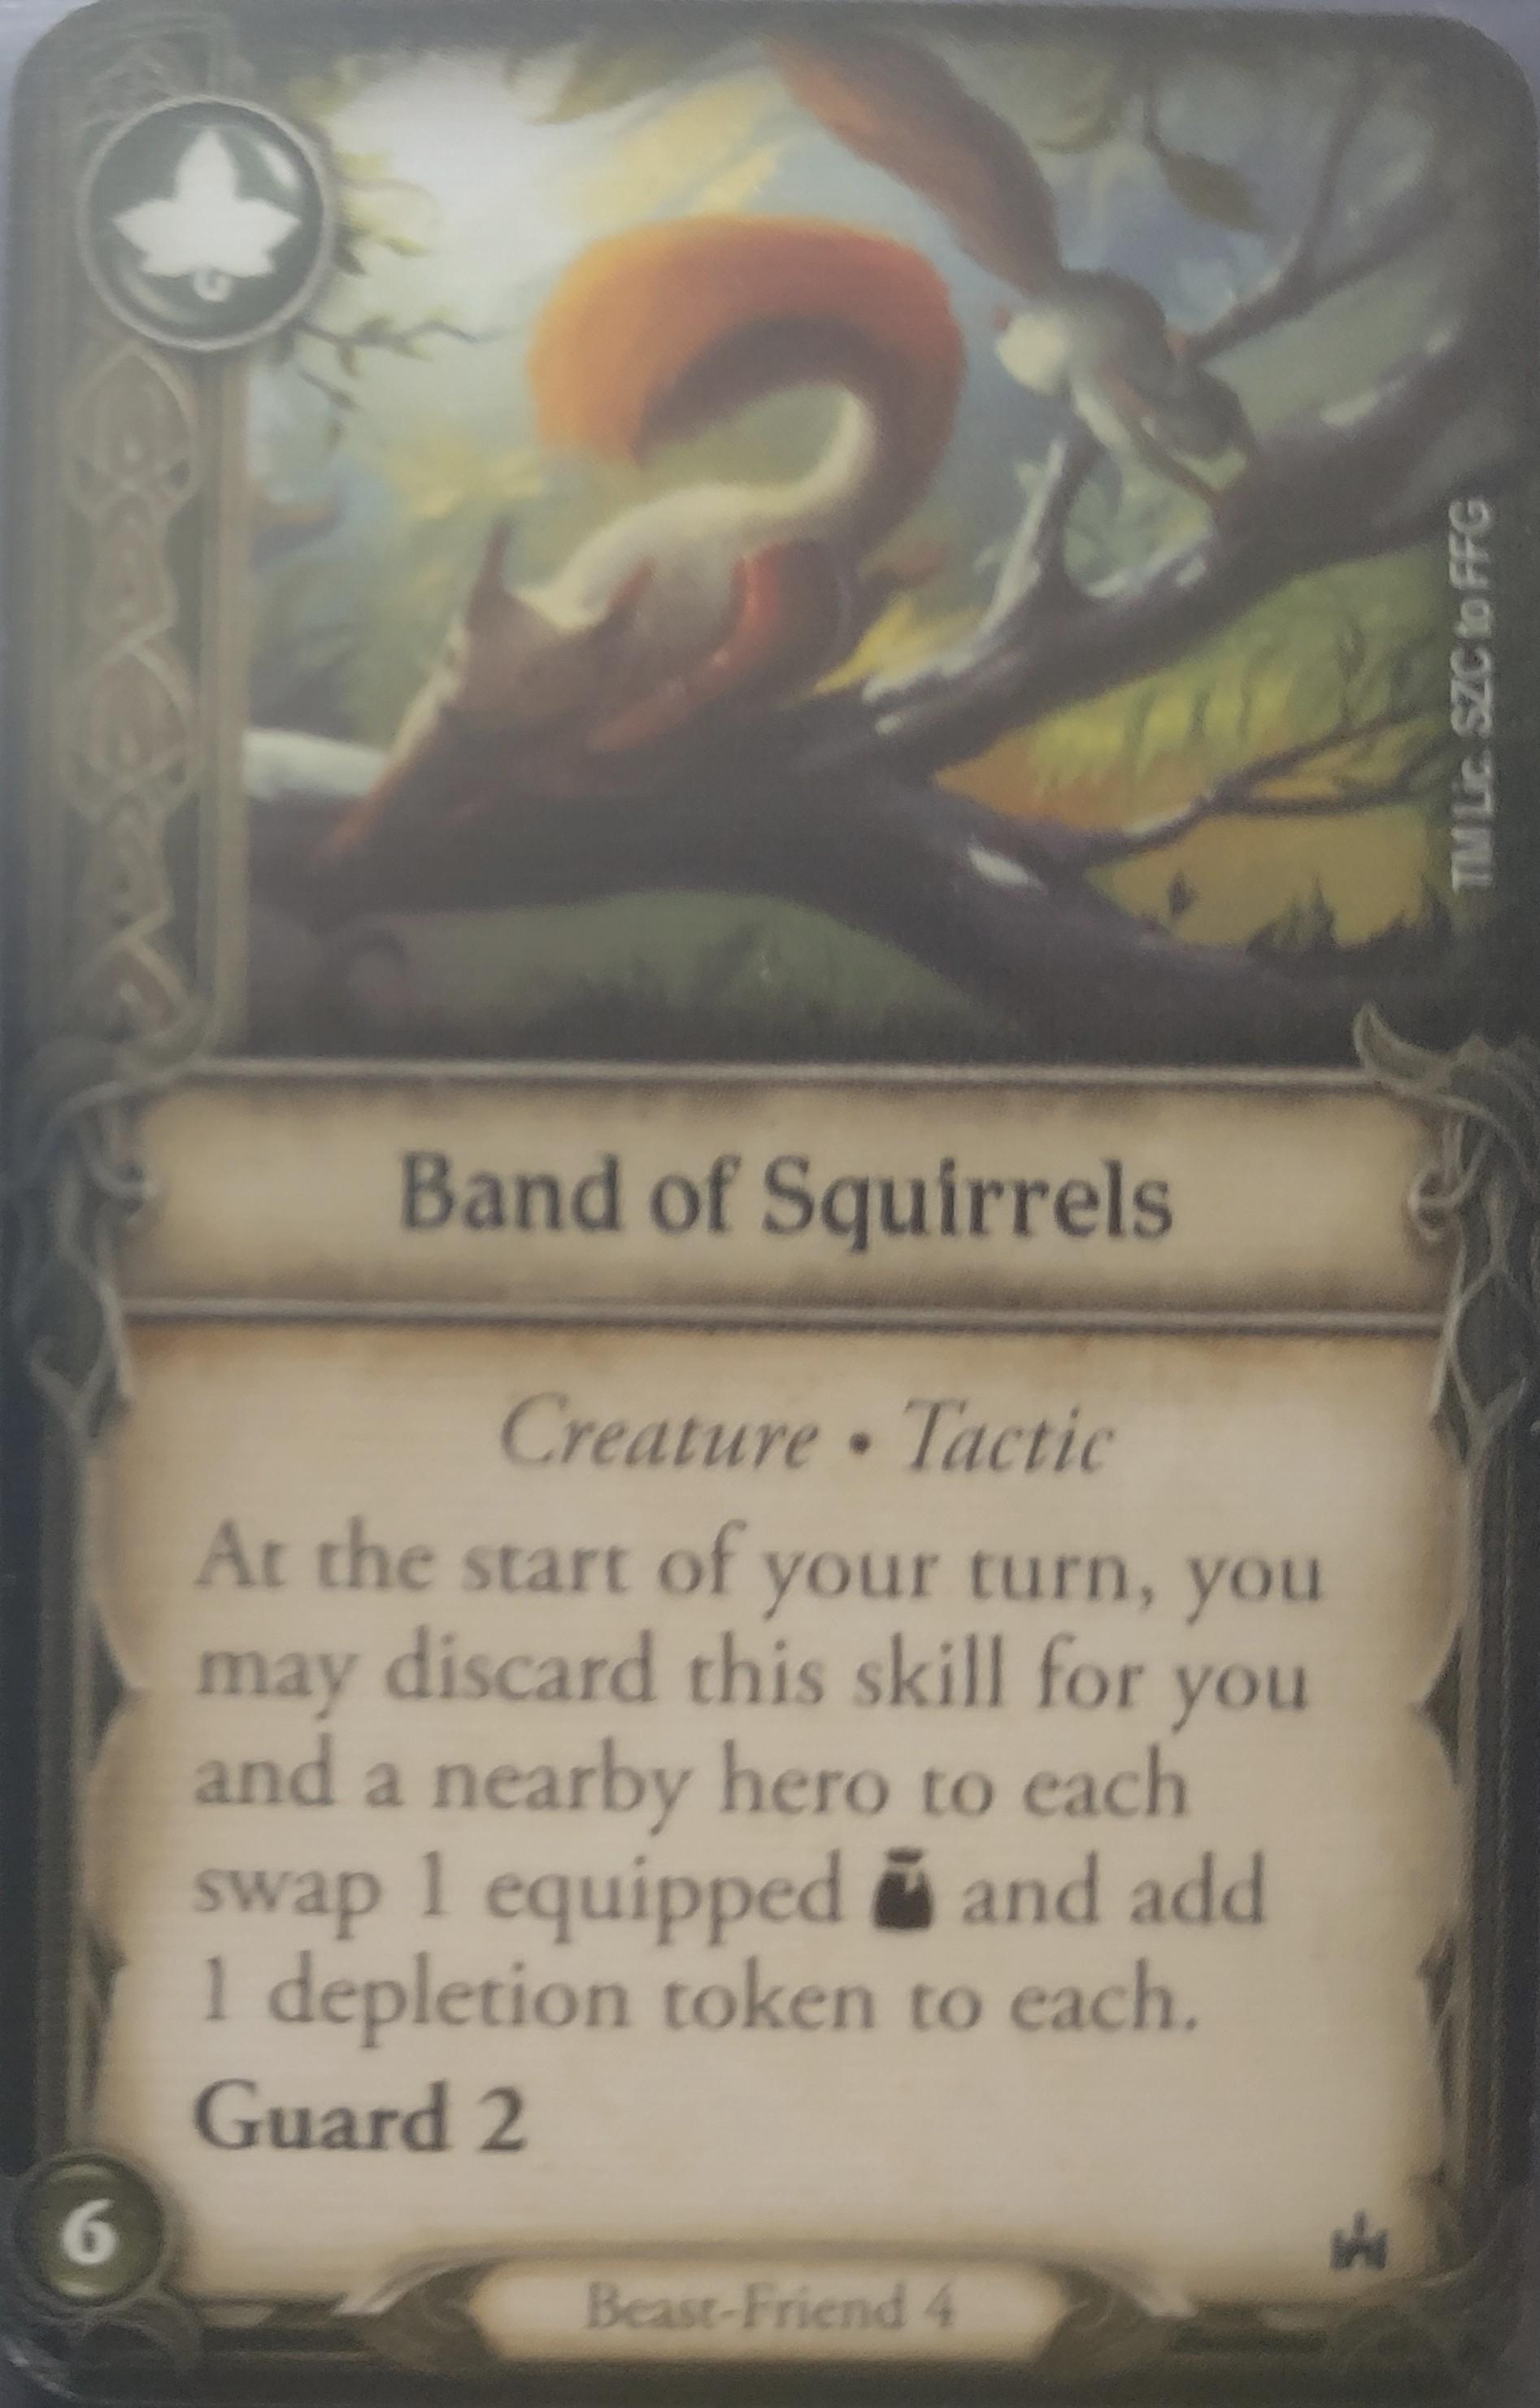 TM Lic. SZC to FFG
Band of Squirrels
Creature • Tactic
At the start of your turn, you
may discard this skill for you
and a nearby hero to each
swap 1 equipped and add
1 depletion token to each.
Guard 2
6
Beast-Friend 4